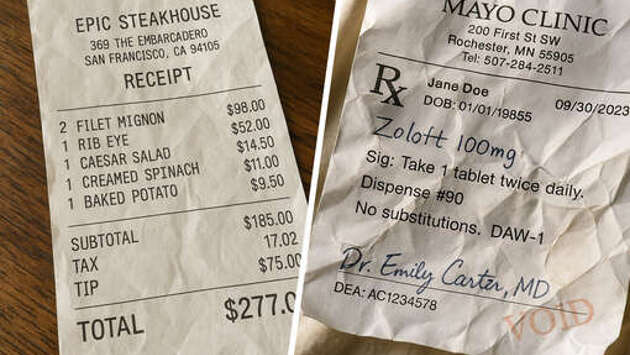 EPIC STEAKHOUSE
369 THE EMBARCADERO
SAN FRANCISCO, CA 94105
RECEIPT
2 FILET MIGNON $98.00
1 RIB EYE $52.00
1 CAESAR SALAD $14.50
1 CREAMED SPINACH $11.00
1 BAKED POTATO $9.50
SUBTOTAL $185.00
TAX 17.02
TIP $75.00
TOTAL $277.0
MAYO CLINIC
200 First St SW
Rochester, MN 55905
Tel: 507-284-2511
Rx
Jane Doe
DOB: 01/01/19855 09/30/2023
Zoloft 100mg
Sig: Take 1
tablet twice daily.
Dispense #90
No substitutions. DAW-1
Dr. Emily Carter, MD
DEA: AC1234578
VOID